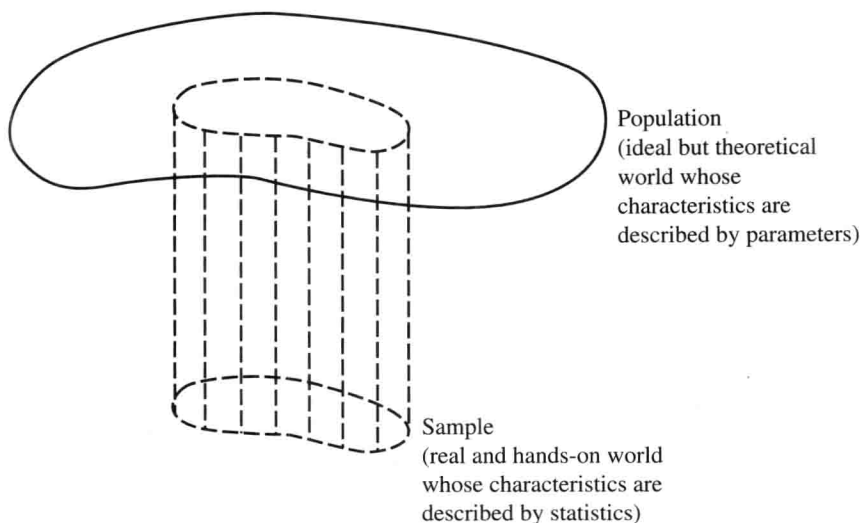 Population
(ideal but theoretical
world whose
characteristics are
described by parameters)
Sample
(real and hands-on world
whose characteristics are
described by statistics)